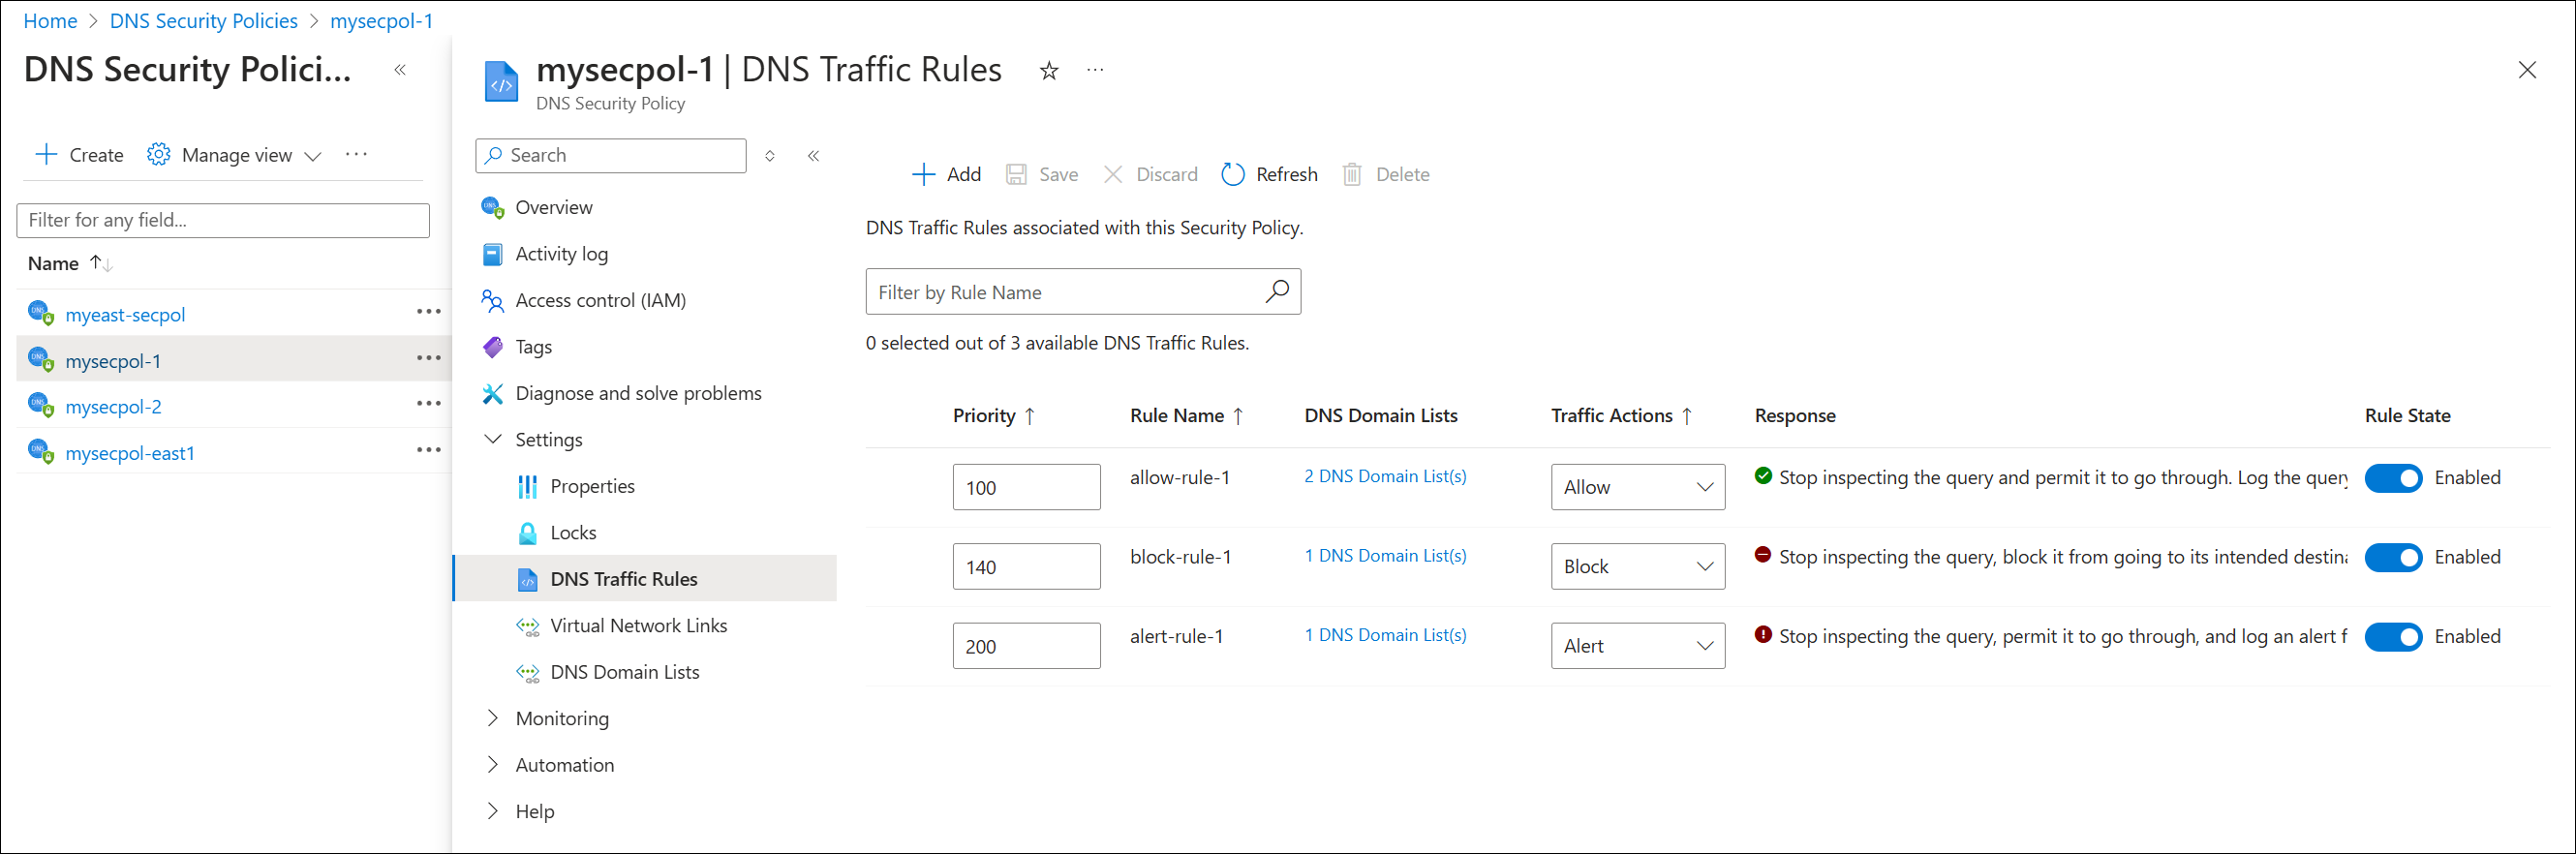 Home > DNS Security Policies > mysecpol-1
DNS Security Polici...
Create Manage view
Filter for any field...
Name
myeast-secpol
mysecpol-1
mysecpol-2
mysecpol-east1
mysecpol-1 | DNS Traffic Rules
DNS Security Policy
Search
Overview
Activity log
Access control (IAM)
Tags
Diagnose and solve problems
Settings
Properties
Locks
DNS Traffic Rules
Virtual Network Links
DNS Domain Lists
Monitoring
Automation
Help
Add Save Discard Refresh Delete
DNS Traffic Rules associated with this Security Policy.
Filter by Rule Name
0 selected out of 3 available DNS Traffic Rules.
Priority Rule Name DNS Domain Lists Traffic Actions Response Rule State
100 allow-rule-1 2 DNS Domain List(s) Allow Stop inspecting the query and permit it to go through. Log the query Enabled
140 block-rule-1 1 DNS Domain List(s) Block Stop inspecting the query, block it from going to its intended destina Enabled
200 alert-rule-1 1 DNS Domain List(s) Alert Stop inspecting the query, permit it to go through, and log an alert f Enabled